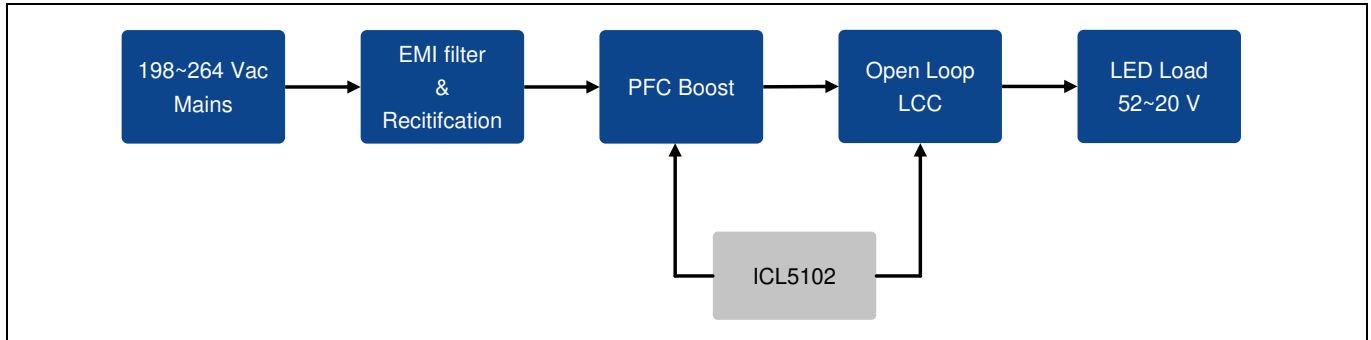 198~264 Vac
Mains
EMI filter
&
Recitifcation
PFC Boost
Open Loop
LCC
LED Load
52~20 V
ICL5102